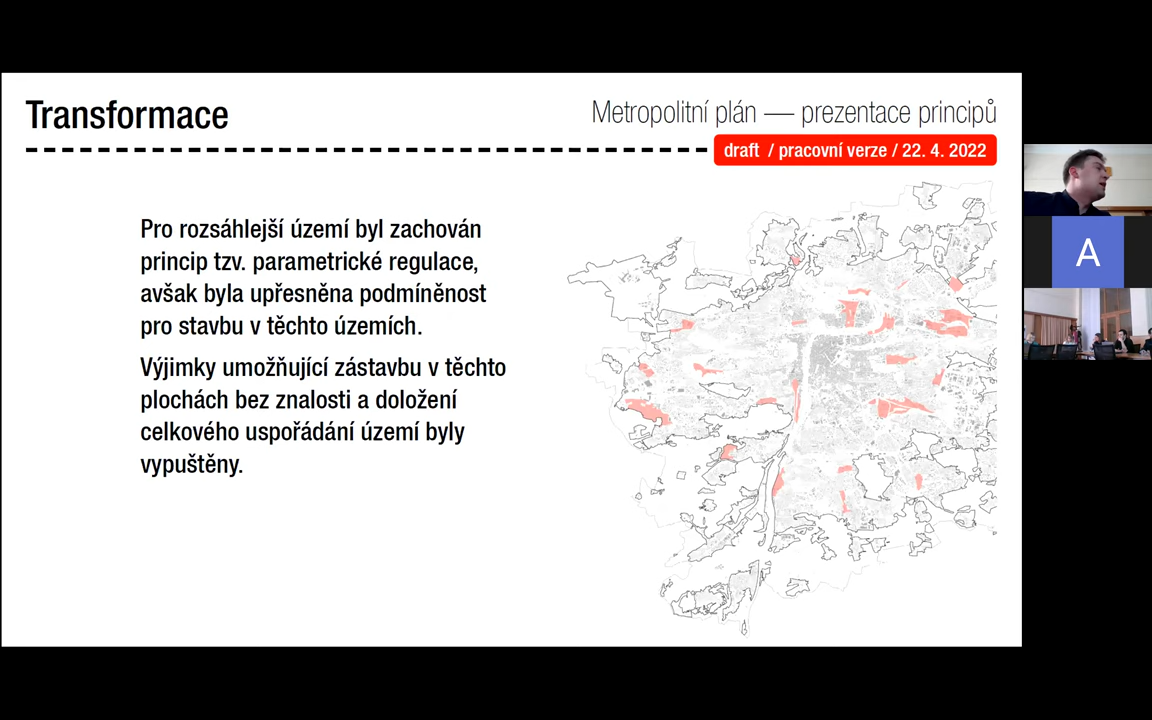 Transformace
Metropolitní plán — prezentace principů
draft / pracovní verze / 22. 4. 2022
Pro rozsáhlejší území byl zachován
princip tzv. parametrické regulace,
avšak byla upřesněna podmíněnost
pro stavbu v těchto územích.
Výjimky umožňující zástavbu v těchto
plochách bez znalosti a doložení
celkového uspořádání území byly
vypuštěny.
A